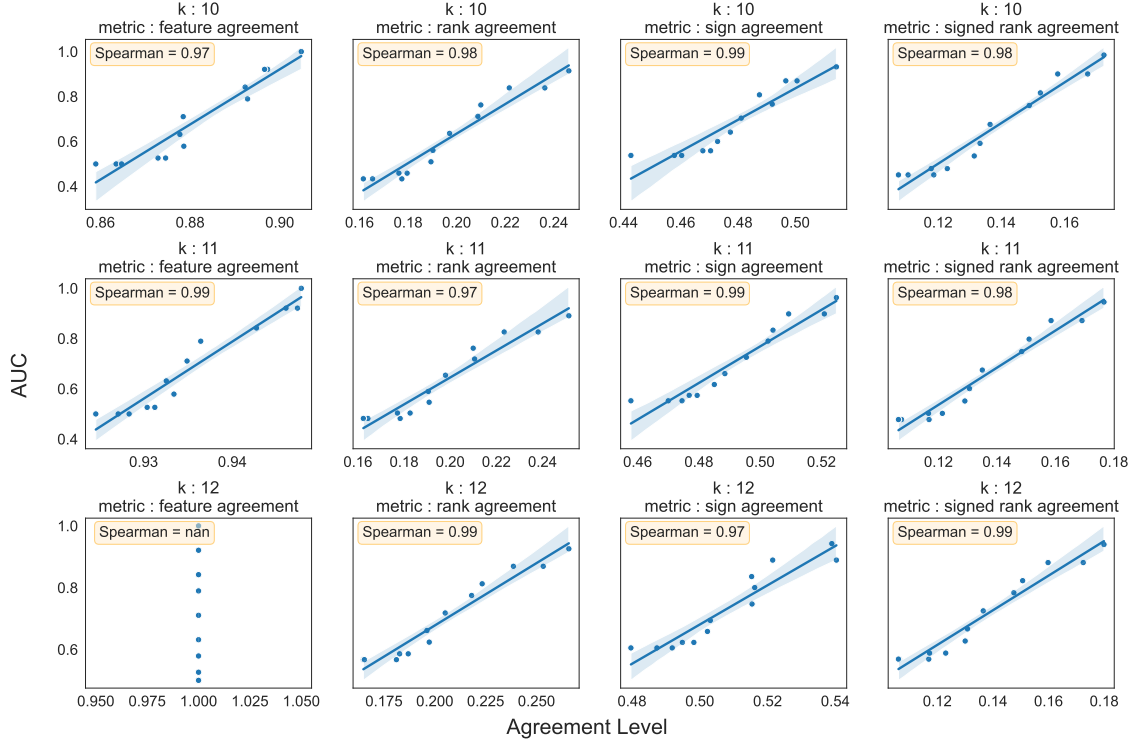 k : 10
metric : feature agreement
k : 10
metric : rank agreement
k : 10
metric : sign agreement
k : 10
metric : signed rank agreement
Spearman = 0.97
Spearman = 0.98
Spearman = 0.99
Spearman = 0.98
1.0
0.8
0.6
0.4
0.86 0.88 0.90
0.16 0.18 0.20 0.22 0.24
0.44 0.46 0.48 0.50
0.12 0.14 0.16
k : 11
metric : feature agreement
k : 11
metric : rank agreement
k : 11
metric : sign agreement
k : 11
metric : signed rank agreement
Spearman = 0.99
Spearman = 0.97
Spearman = 0.99
Spearman = 0.98
AUC
1.0
0.8
0.6
0.4
0.93 0.94
0.16 0.18 0.20 0.22 0.24
0.46 0.48 0.50 0.52
0.12 0.14 0.16 0.18
k : 12
metric : feature agreement
k : 12
metric : rank agreement
k : 12
metric : sign agreement
k : 12
metric : signed rank agreement
Spearman = nan
Spearman = 0.99
Spearman = 0.97
Spearman = 0.99
1.0
0.8
0.6
0.950 0.975 1.000 1.025 1.050
0.175 0.200 0.225 0.250
0.48 0.50 0.52 0.54
0.12 0.14 0.16 0.18
Agreement Level